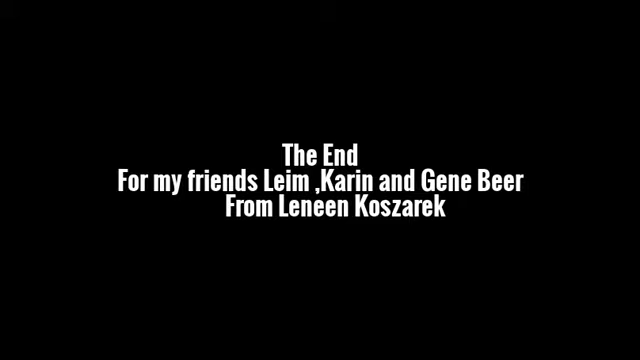 The End
For my friends Leim ,Karin and Gene Beer
From Leneen Koszarek